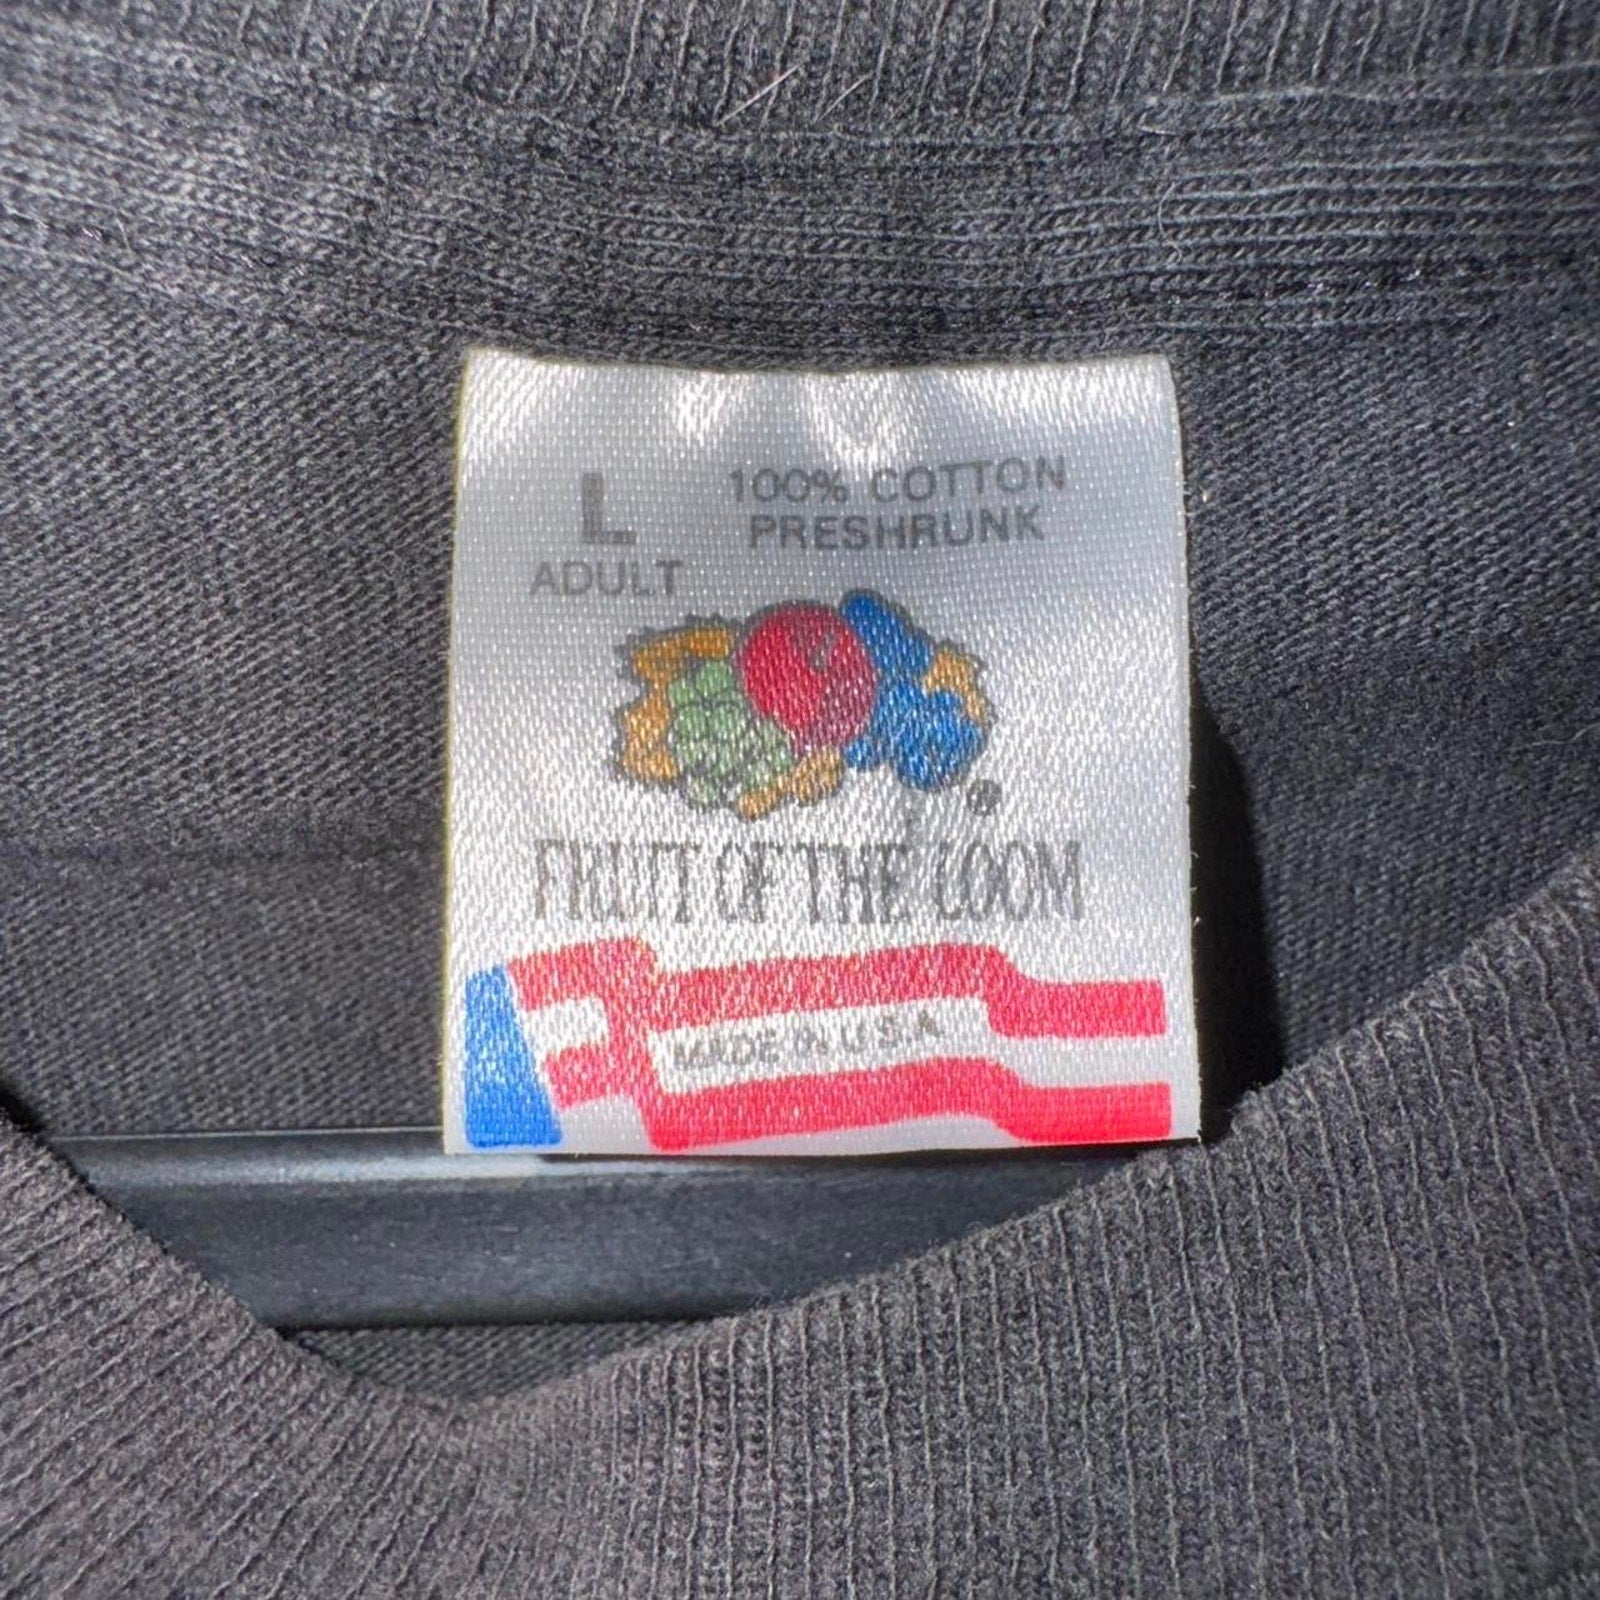 L
ADULT
100% COTTON
PRESHRUNK
®
FRUIT OF THE LOOM
MADE IN U.S.A.